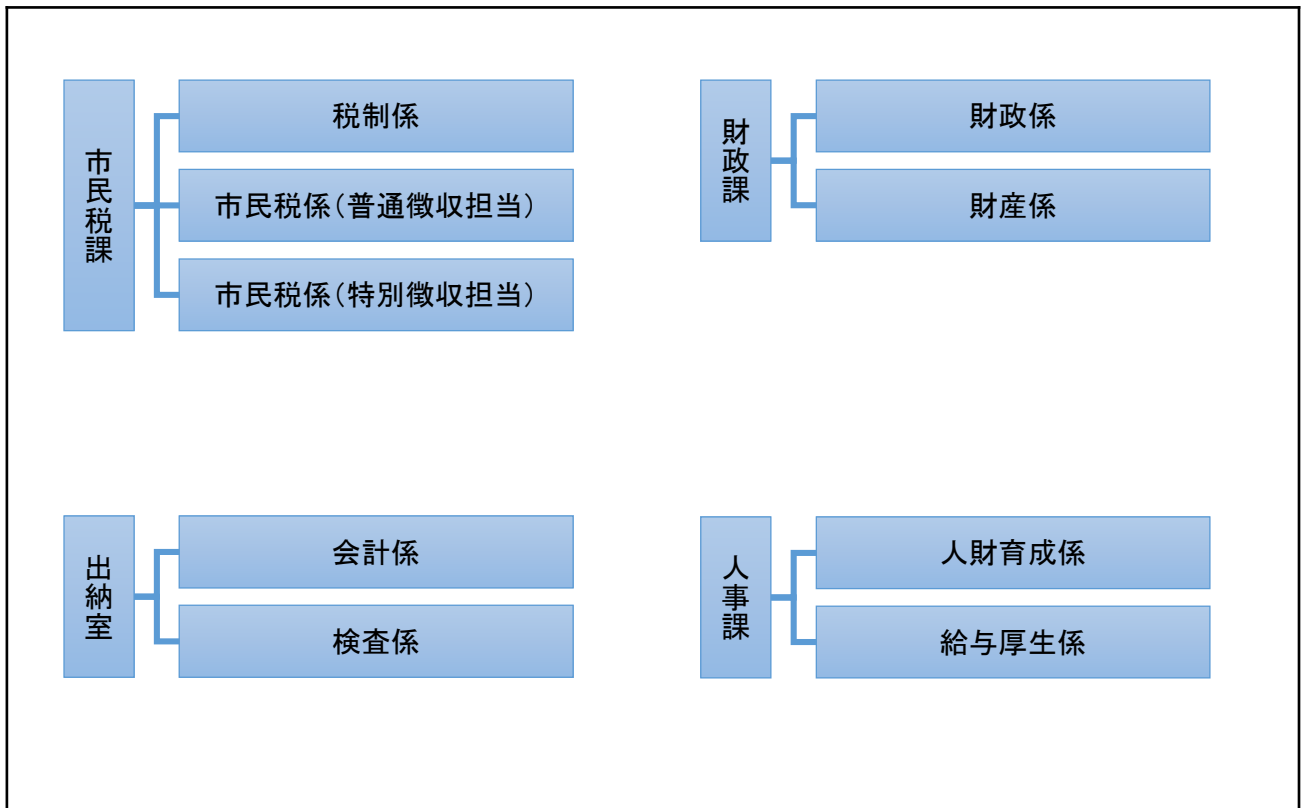 市民税課
税制係
市民税係（普通徴収担当）
市民税係（特別徴収担当）
財政課
財政係
財産係
出納室
会計係
検査係
人事課
人財育成係
給与厚生係